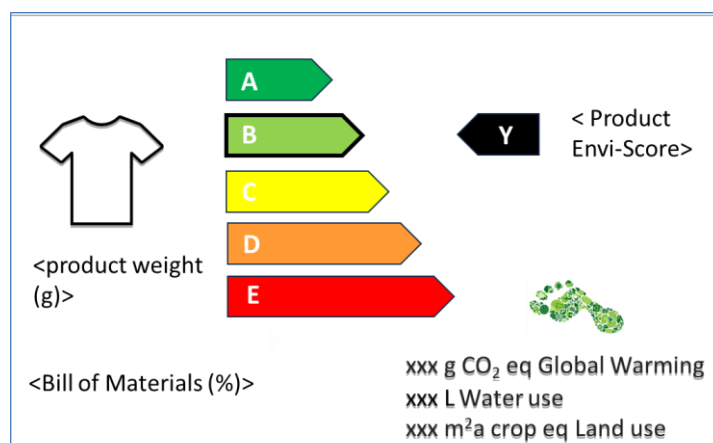 A
B
C
D
E
Y
< Product
Envi-Score>
<product weight
(g)>
<Bill of Materials (%)>
xxx g CO₂ eq Global Warming
xxx L Water use
xxx m²a crop eq Land use